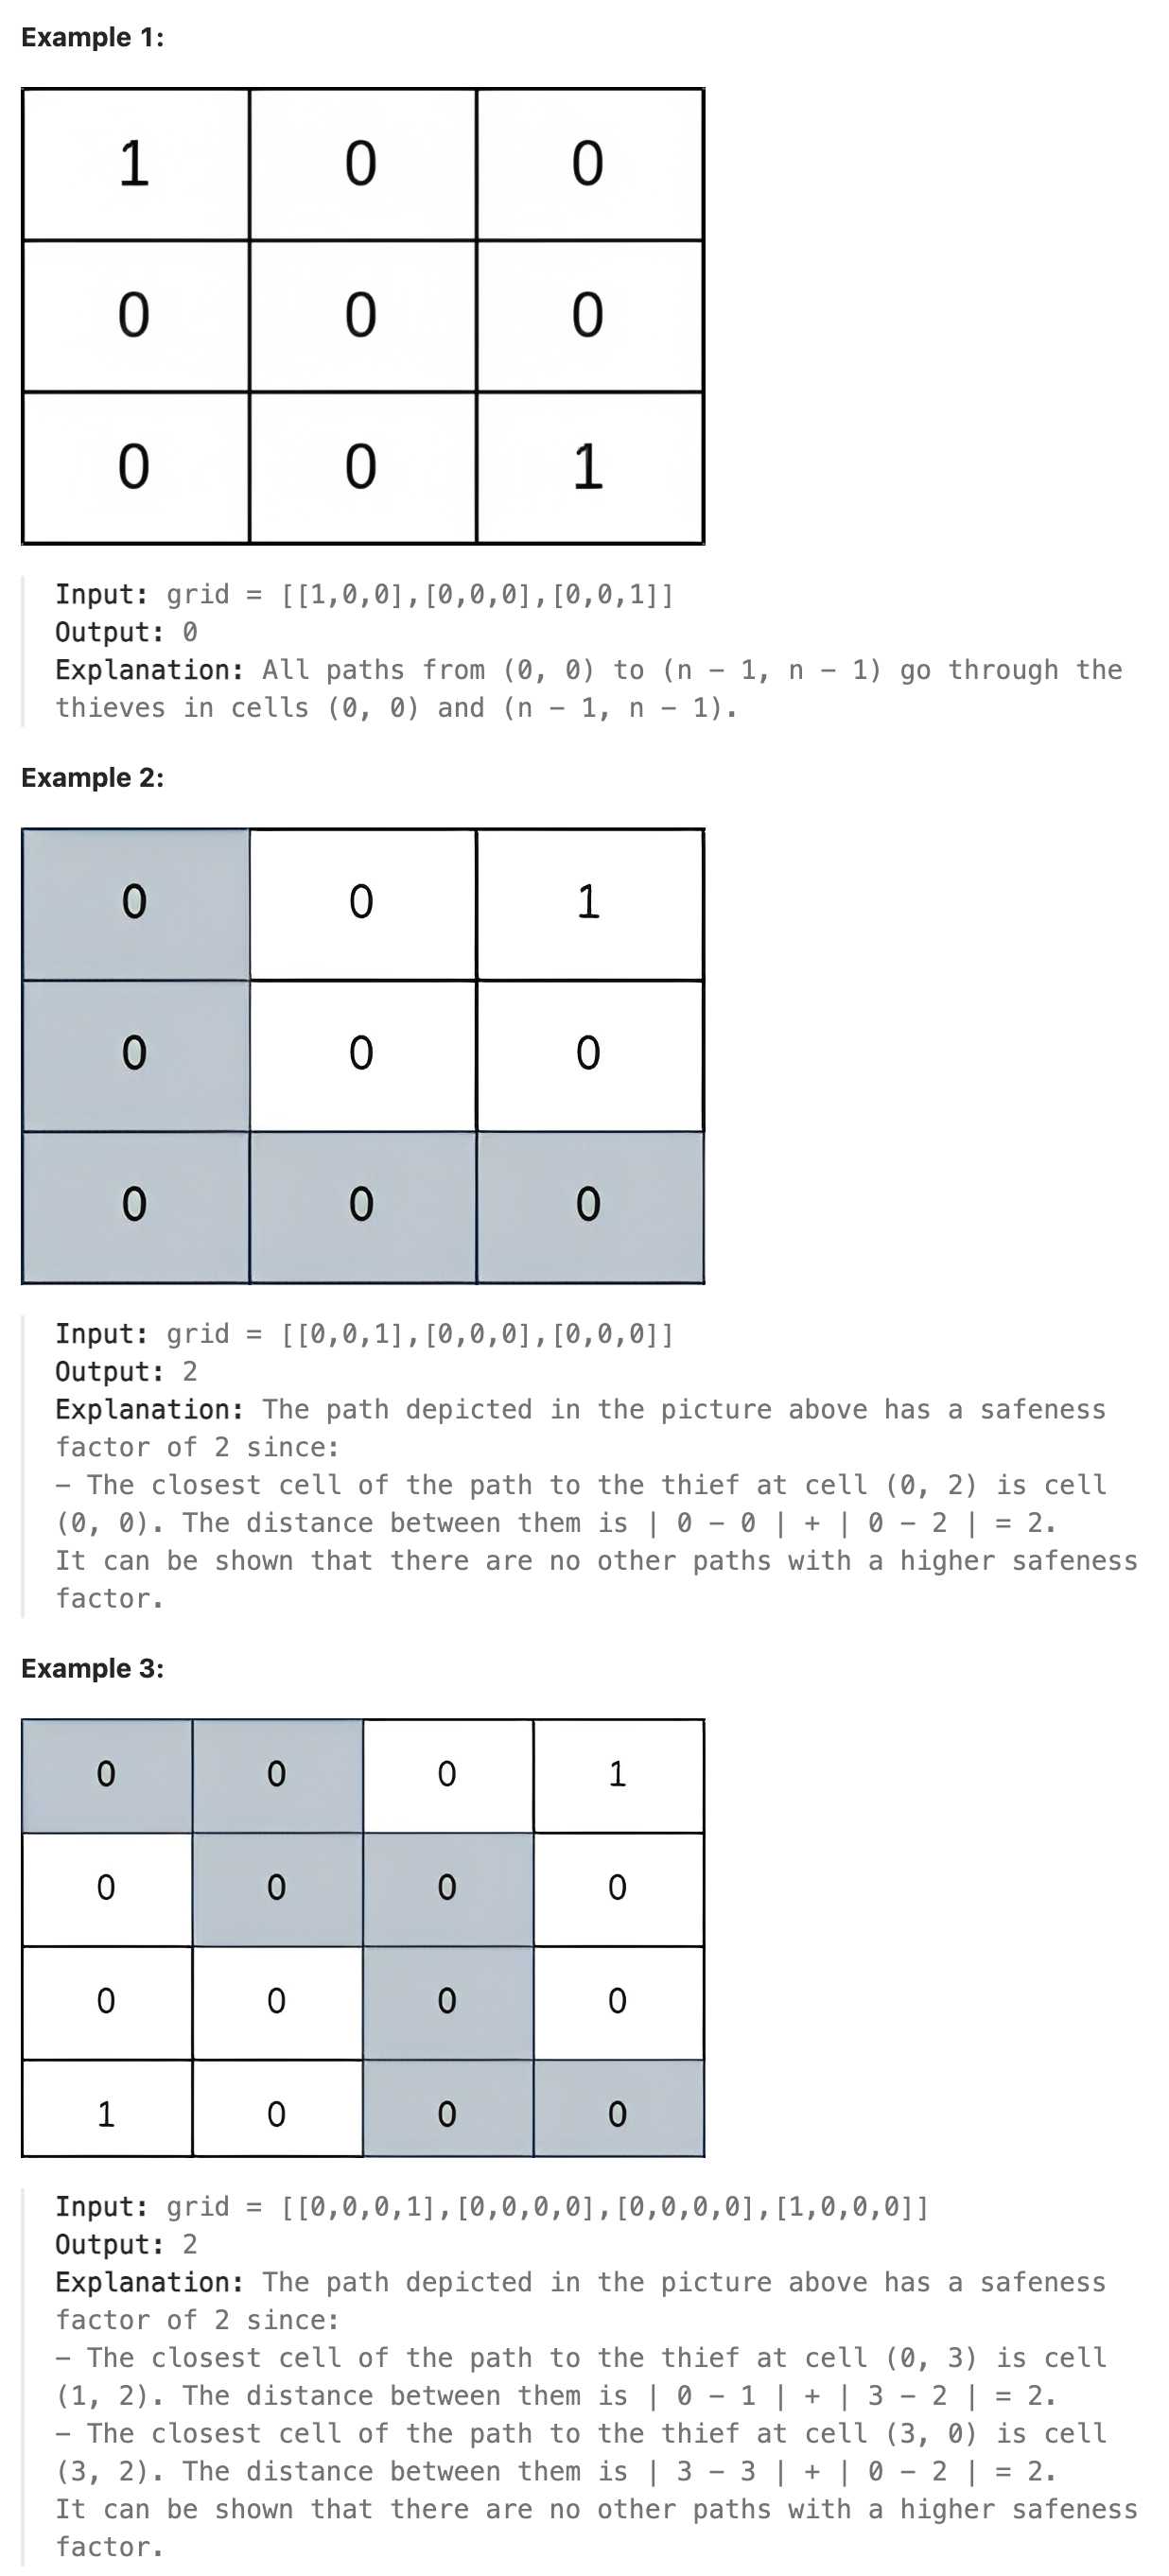 Example 1:
1 0 0
0 0 0
0 0 1
Input: grid = [[1,0,0],[0,0,0],[0,0,1]]
Output: 0
Explanation: All paths from (0, 0) to (n − 1, n − 1) go through the
thieves in cells (0, 0) and (n − 1, n − 1).
Example 2:
0 0 1
0 0 0
0 0 0
Input: grid = [[0,0,1],[0,0,0],[0,0,0]]
Output: 2
Explanation: The path depicted in the picture above has a safeness
factor of 2 since:
− The closest cell of the path to the thief at cell (0, 2) is cell
(0, 0). The distance between them is | 0 − 0 | + | 0 − 2 | = 2.
It can be shown that there are no other paths with a higher safeness
factor.
Example 3:
0 0 0 1
0 0 0 0
0 0 0 0
1 0 0 0
Input: grid = [[0,0,0,1],[0,0,0,0],[0,0,0,0],[1,0,0,0]]
Output: 2
Explanation: The path depicted in the picture above has a safeness
factor of 2 since:
− The closest cell of the path to the thief at cell (0, 3) is cell
(1, 2). The distance between them is | 0 − 1 | + | 3 − 2 | = 2.
− The closest cell of the path to the thief at cell (3, 0) is cell
(3, 2). The distance between them is | 3 − 3 | + | 0 − 2 | = 2.
It can be shown that there are no other paths with a higher safeness
factor.